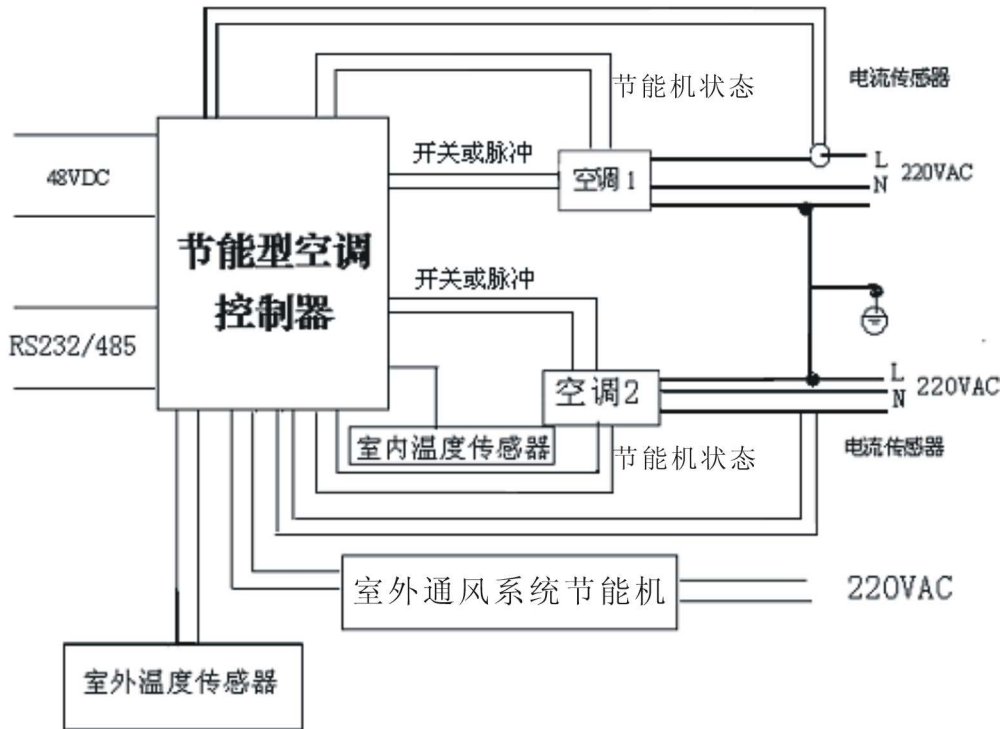 节能机状态
电流传感器
开关或脉冲
空调1
L
N
220VAC
48VDC
节能型空调
控制器
开关或脉冲
RS232/485
空调2
L
N
220VAC
室内温度传感器
节能机状态
电流传感器
室外通风系统节能机
220VAC
室外温度传感器